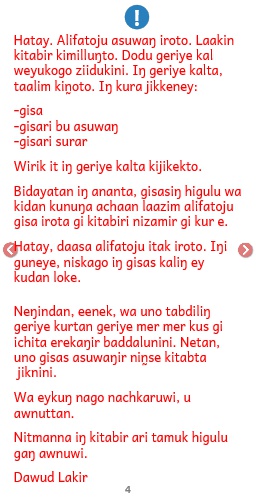 !
Hatay. Alifatoju asuwaŋ iroto. Laakin
kitabir kimilluŋto. Dodu geriye kal
weyukogo ziidukini. Iŋ geriye kalta,
taalim kiṉoto. Iŋ kura jikkeney:
-gisa
-gisari bu asuwaŋ
-gisari surar
Wirik it iŋ geriye kalta kijikekto.
Bidayatan iŋ ananta, gisasiŋ higulu wa
kidan kunuŋa achaan laazim alifatoju
gisa irota gi kitabiri nizamir gi kur e.
Hatay, daasa alifatoju itak iroto. Iŋi
guneye, niskago iŋ gisas kaliŋ ey
kudan loke.
Neŋindan, eenek, wa uno tabdiliŋ
geriye kurtan geriye mer mer kus gi
ichita erekaŋir baddalunini. Netan,
uno gisas asuwaŋir niṉse kitabta
jiknini.
Wa eykuŋ nago nachkaruwi, u
awnuttan.
Nitmanna iŋ kitabir ari tamuk higulu
gaŋ awnuwi.
Dawud Lakir
4